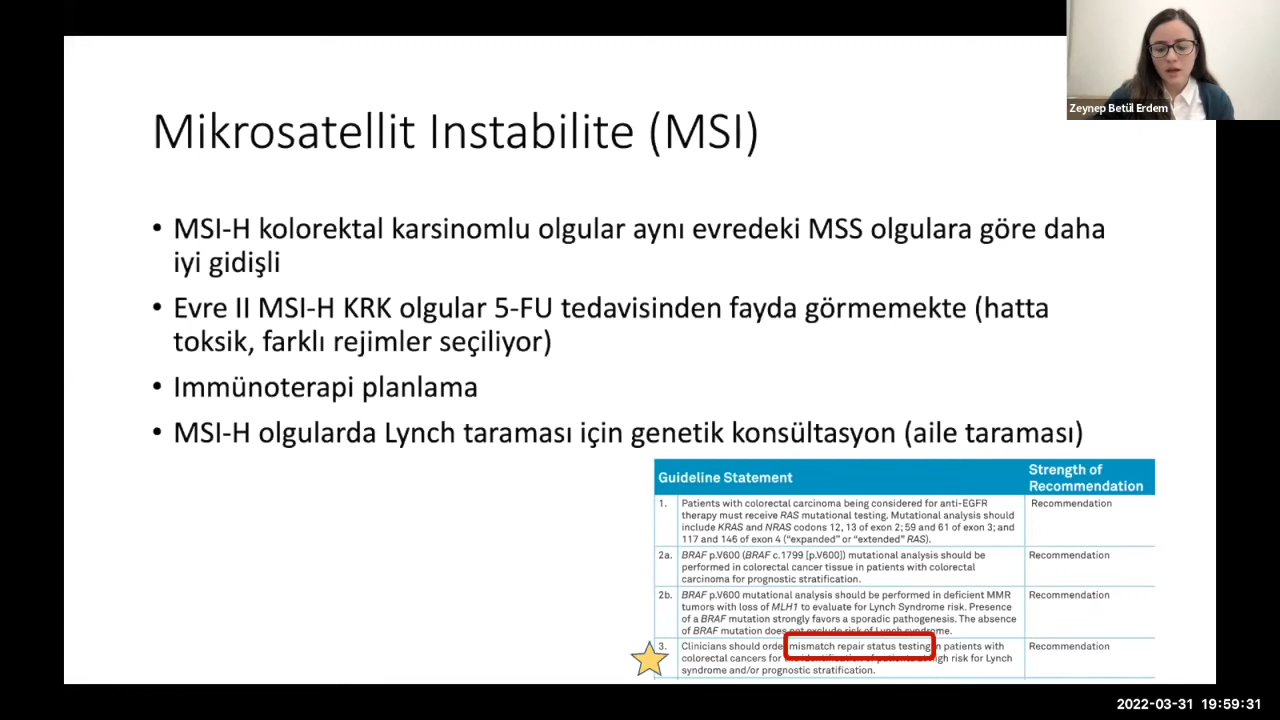 Zeynep Betül Erdem
Mikrosatellit Instabilite (MSI)
• MSI-H kolorektal karsinomlu olgular aynı evredeki MSS olgulara göre daha
iyi gidişli
• Evre II MSI-H KRK olgular 5-FU tedavisinden fayda görmemekte (hatta
toksik, farklı rejimler seçiliyor)
• Immünoterapi planlama
• MSI-H olgularda Lynch taraması için genetik konsültasyon (aile taraması)
Guideline Statement
Strength of
Recommendation
1. Patients with colorectal carcinoma being considered for anti-EGFR
therapy must receive RAS mutational testing. Mutational analysis should
include KRAS and NRAS codons 12, 13 of exon 2; 59 and 61 of exon 3; and
117 and 146 of exon 4 ("expanded" or "extended" RAS).
Recommendation
2a. BRAF p.V600 (BRAF c.1799 [p.V600]) mutational analysis should be
performed in colorectal cancer tissue in patients with colorectal
carcinoma for prognostic stratification.
Recommendation
2b. BRAF p.V600 mutational analysis should be performed in deficient MMR
tumors with loss of MLH1 to evaluate for Lynch Syndrome risk. Presence
of a BRAF mutation strongly favors a sporadic pathogenesis. The absence
of BRAF mutation does not exclude risk of Lynch syndrome.
Recommendation
3. Clinicians should order mismatch repair status testing in patients with
colorectal cancers for the identification of patients at high risk for Lynch
syndrome and/or prognostic stratification.
Recommendation
2022-03-31 19:59:31